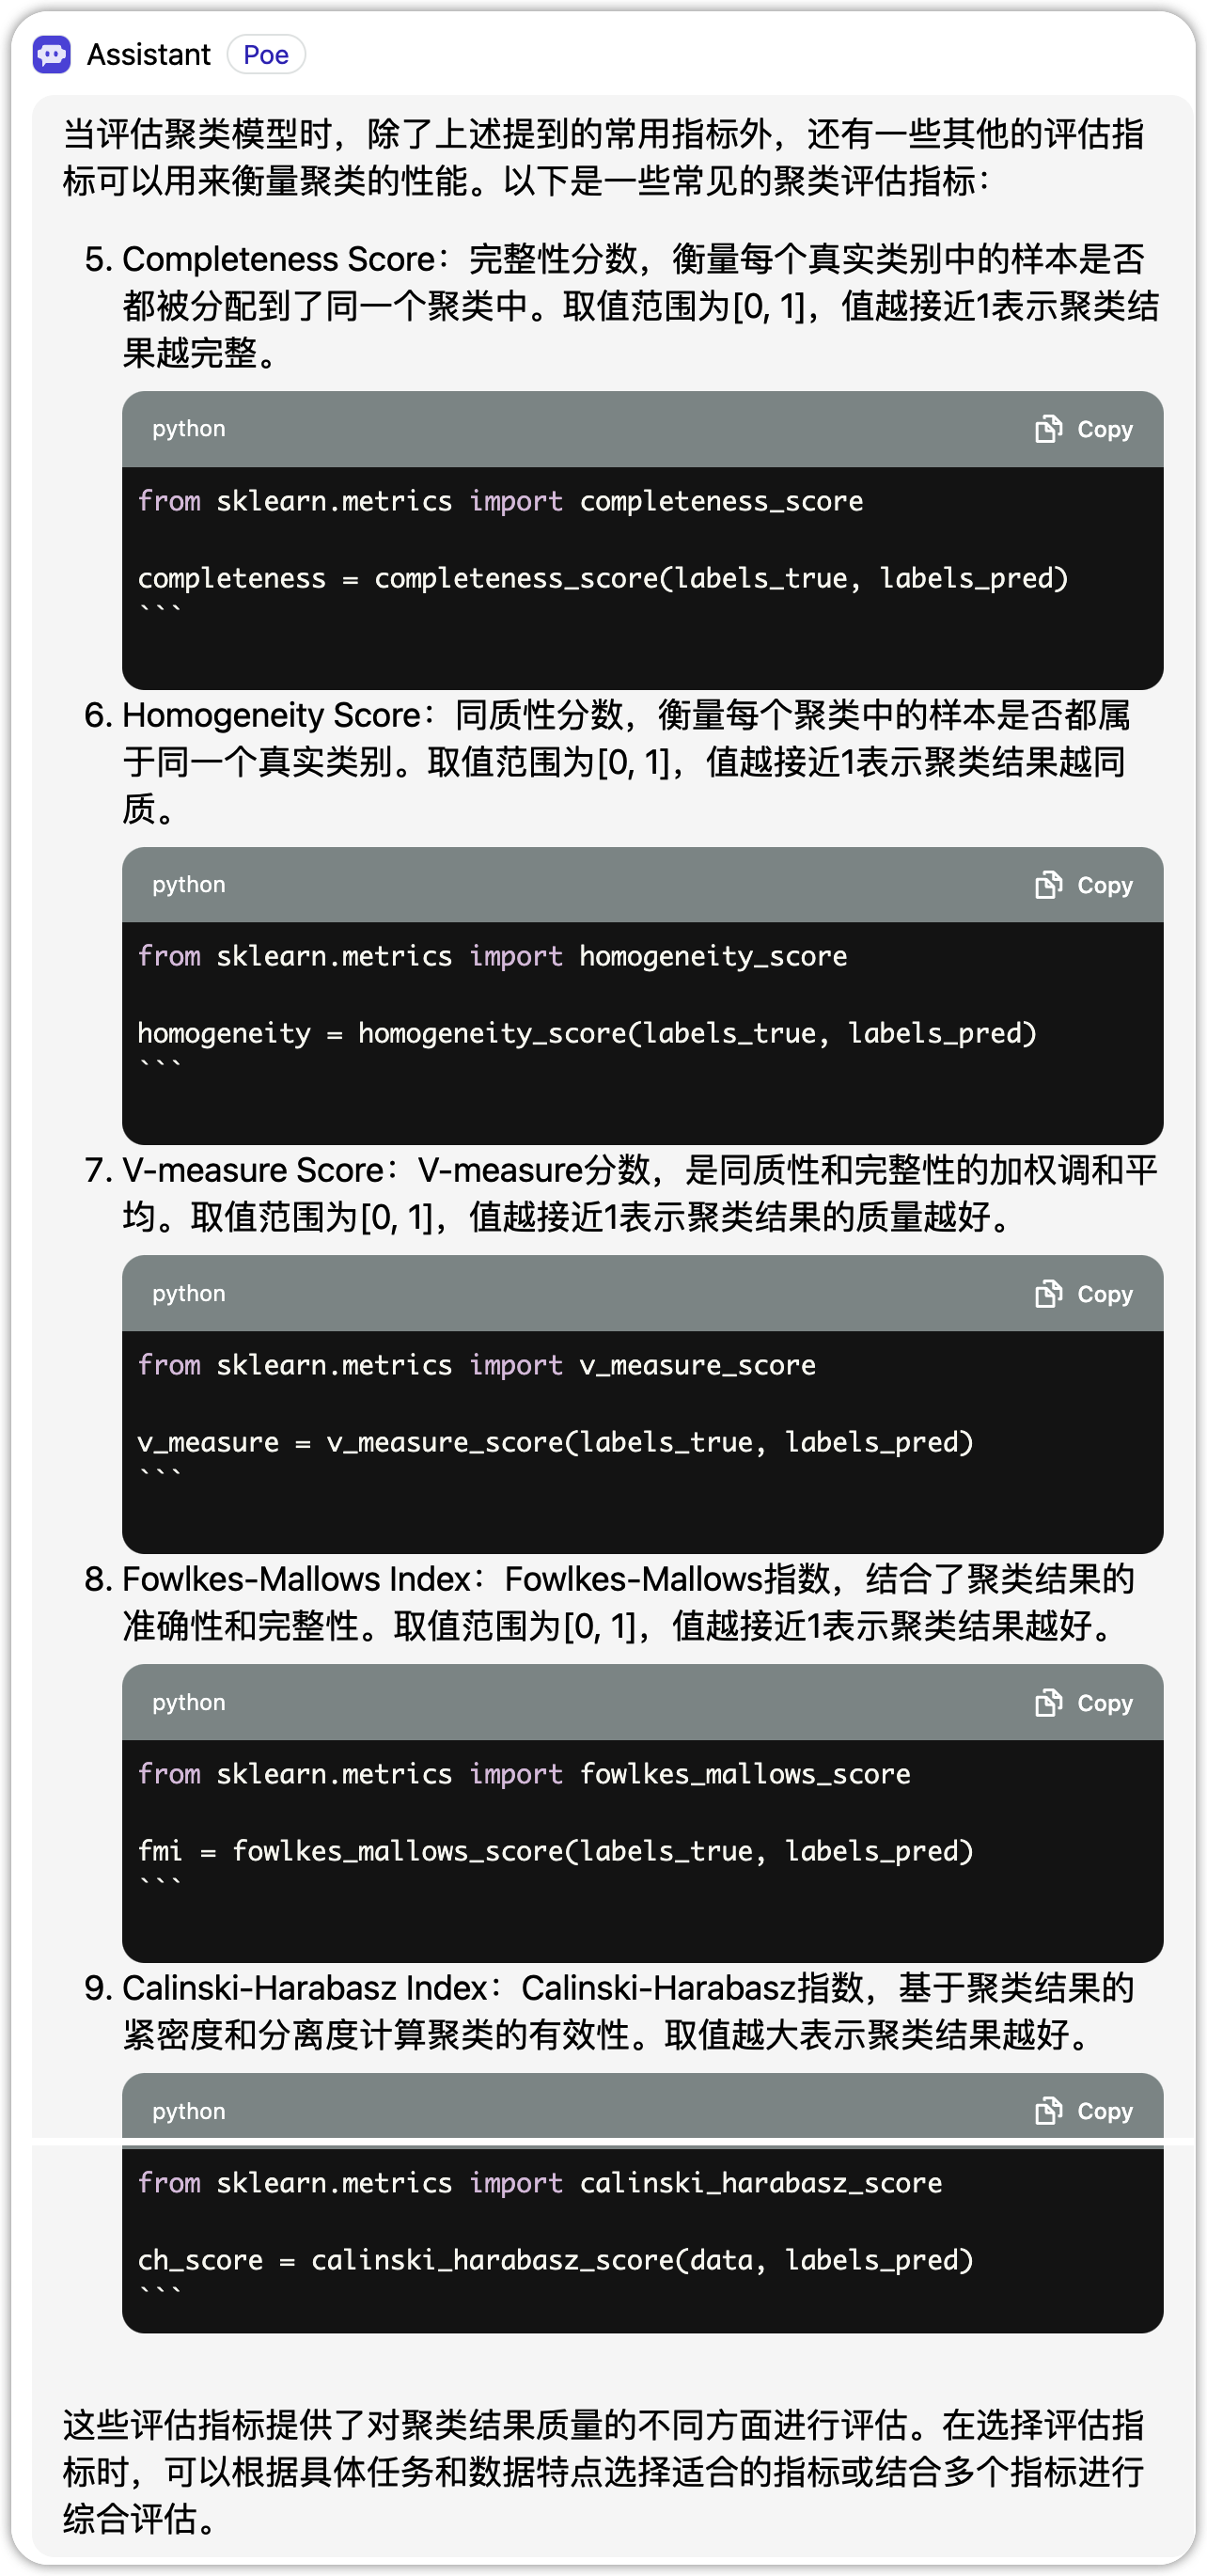 Assistant Poe
当评估聚类模型时，除了上述提到的常用指标外，还有一些其他的评估指
标可以用来衡量聚类的性能。以下是一些常见的聚类评估指标：
5. Completeness Score：完整性分数，衡量每个真实类别中的样本是否
都被分配到了同一个聚类中。取值范围为[0, 1]，值越接近1表示聚类结
果越完整。
python Copy
from sklearn.metrics import completeness_score
completeness = completeness_score(labels_true, labels_pred)
```
6. Homogeneity Score：同质性分数，衡量每个聚类中的样本是否都属
于同一个真实类别。取值范围为[0, 1]，值越接近1表示聚类结果越同
质。
python Copy
from sklearn.metrics import homogeneity_score
homogeneity = homogeneity_score(labels_true, labels_pred)
```
7. V-measure Score：V-measure分数，是同质性和完整性的加权调和平
均。取值范围为[0, 1]，值越接近1表示聚类结果的质量越好。
python Copy
from sklearn.metrics import v_measure_score
v_measure = v_measure_score(labels_true, labels_pred)
```
8. Fowlkes-Mallows Index：Fowlkes-Mallows指数，结合了聚类结果的
准确性和完整性。取值范围为[0, 1]，值越接近1表示聚类结果越好。
python Copy
from sklearn.metrics import fowlkes_mallows_score
fmi = fowlkes_mallows_score(labels_true, labels_pred)
```
9. Calinski-Harabasz Index：Calinski-Harabasz指数，基于聚类结果的
紧密度和分离度计算聚类的有效性。取值越大表示聚类结果越好。
python Copy
from sklearn.metrics import calinski_harabasz_score
ch_score = calinski_harabasz_score(data, labels_pred)
```
这些评估指标提供了对聚类结果质量的不同方面进行评估。在选择评估指
标时，可以根据具体任务和数据特点选择适合的指标或结合多个指标进行
综合评估。